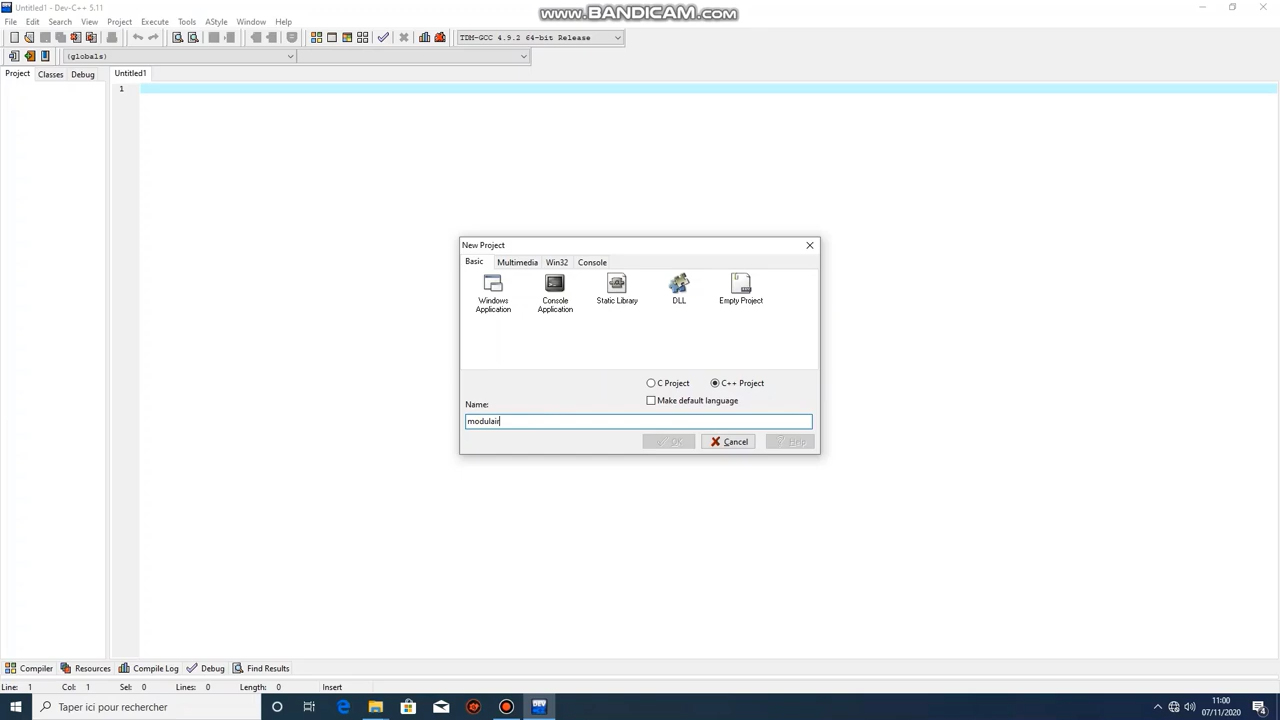 Untitled1 - Dev-C++ 5.11
www.BANDICAM.com
File Edit Search View Project Execute Tools AStyle Window Help
TDM-GCC 4.9.2 64-bit Release
(globals)
Project Classes Debug Untitled1
1
New Project
Basic Multimedia Win32 Console
Windows Application
Console Application
Static Library
DLL
Empty Project
C Project C++ Project
Name:
Make default language
modulair
OK Cancel Help
Compiler Resources Compile Log Debug Find Results
Line: 1 Col: 1 Sel: 0 Lines: 0 Length: 0 Insert
Taper ici pour rechercher
DEV
11:00
07/11/2020
4